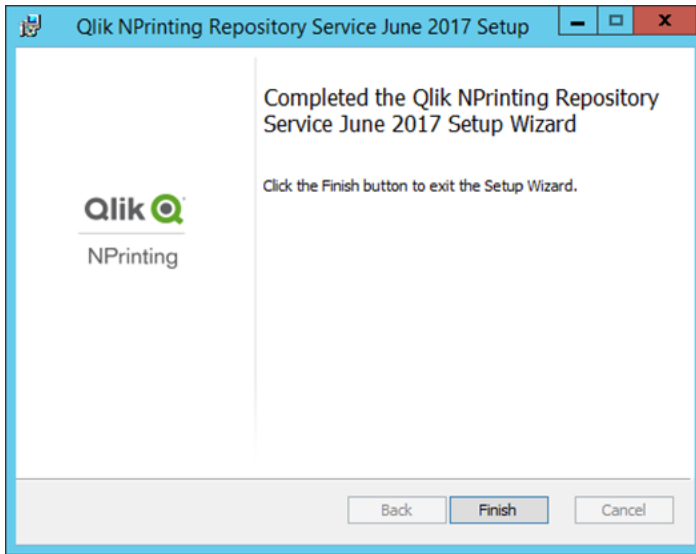 Qlik NPrinting Repository Service June 2017 Setup
Completed the Qlik NPrinting Repository
Service June 2017 Setup Wizard
Click the Finish button to exit the Setup Wizard.
Qlik
NPrinting
Back
Finish
Cancel